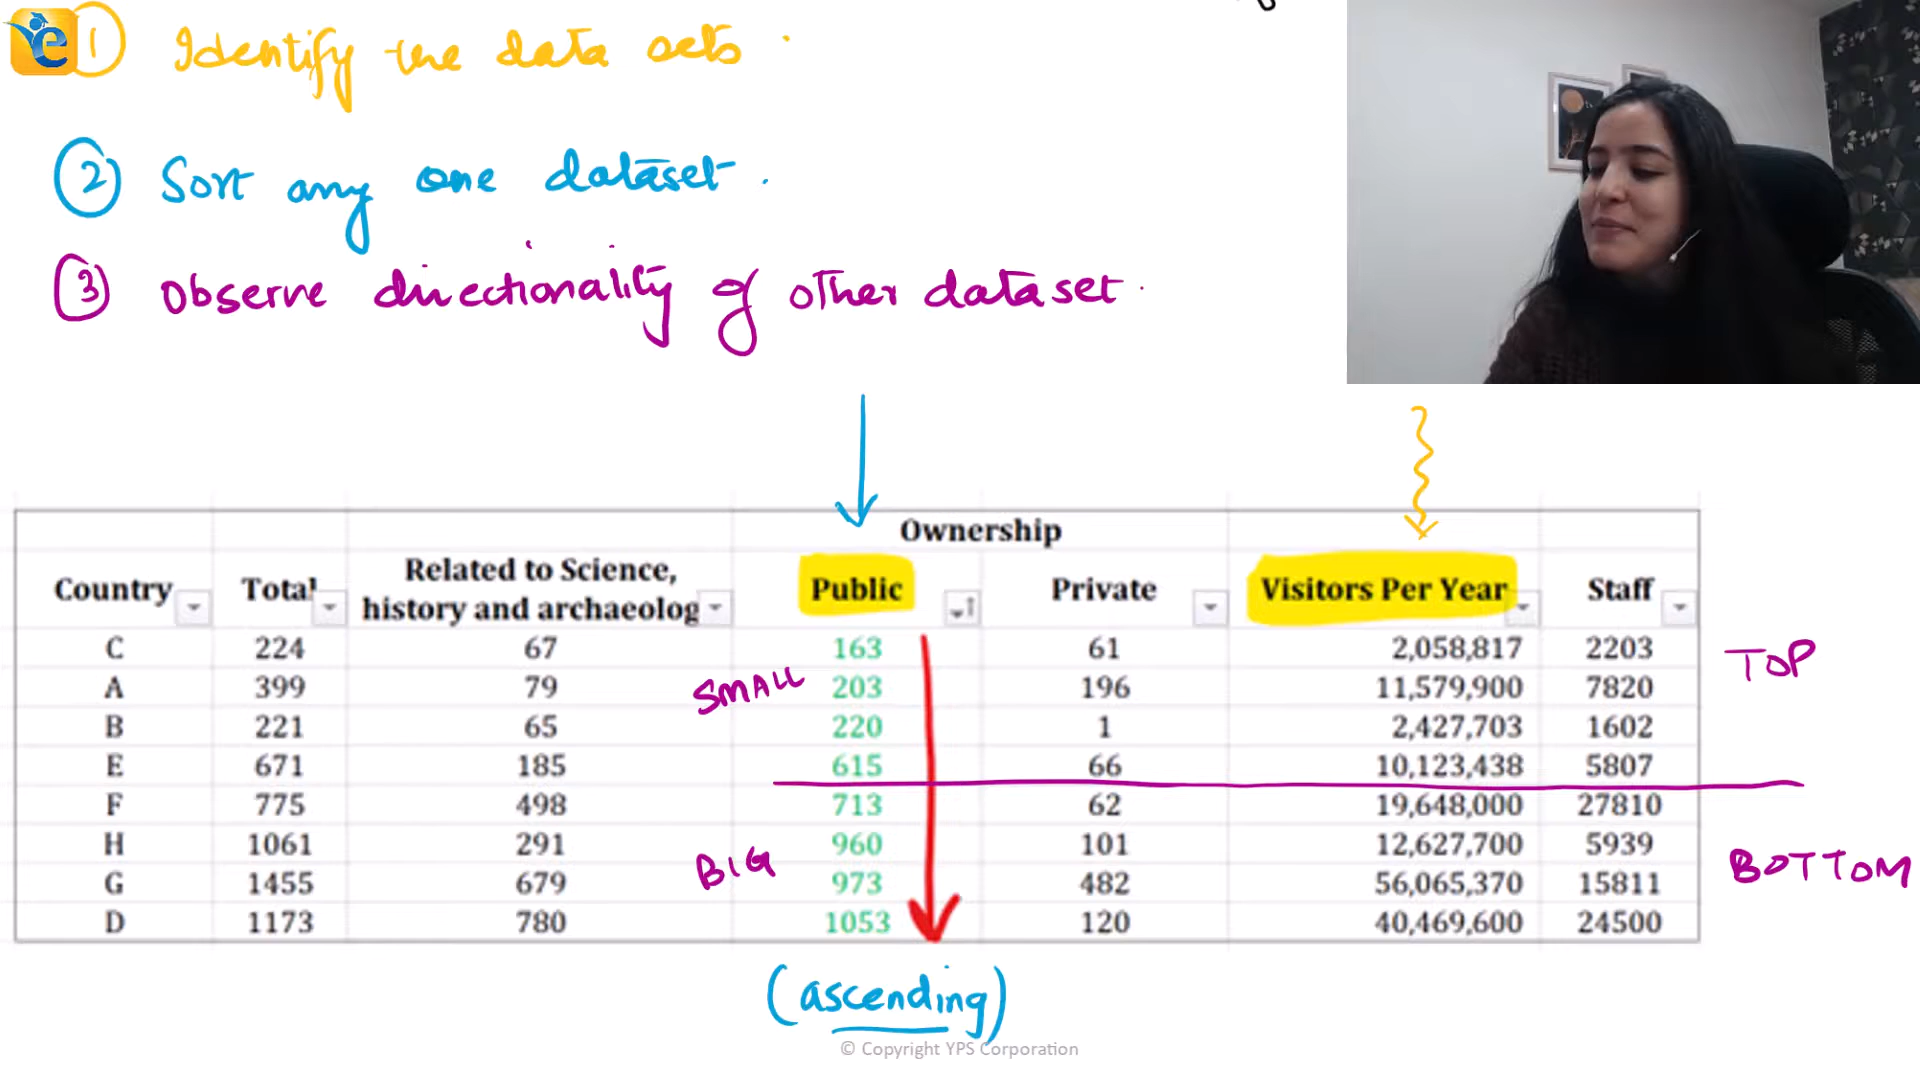 e
① Identify the data sets.
② Sort any one dataset.
③ Observe directionality of other dataset.
Ownership
Country Total Related to Science, history and archaeolog Public Private Visitors Per Year Staff
C 224 67 163 61 2,058,817 2203
A 399 79 203 196 11,579,900 7820
B 221 65 220 1 2,427,703 1602
E 671 185 615 66 10,123,438 5807
F 775 498 713 62 19,648,000 27810
H 1061 291 960 101 12,627,700 5939
G 1455 679 973 482 56,065,370 15811
D 1173 780 1053 120 40,469,600 24500
SMALL
TOP
BIG
BOTTOM
(ascending)
© Copyright YPS Corporation